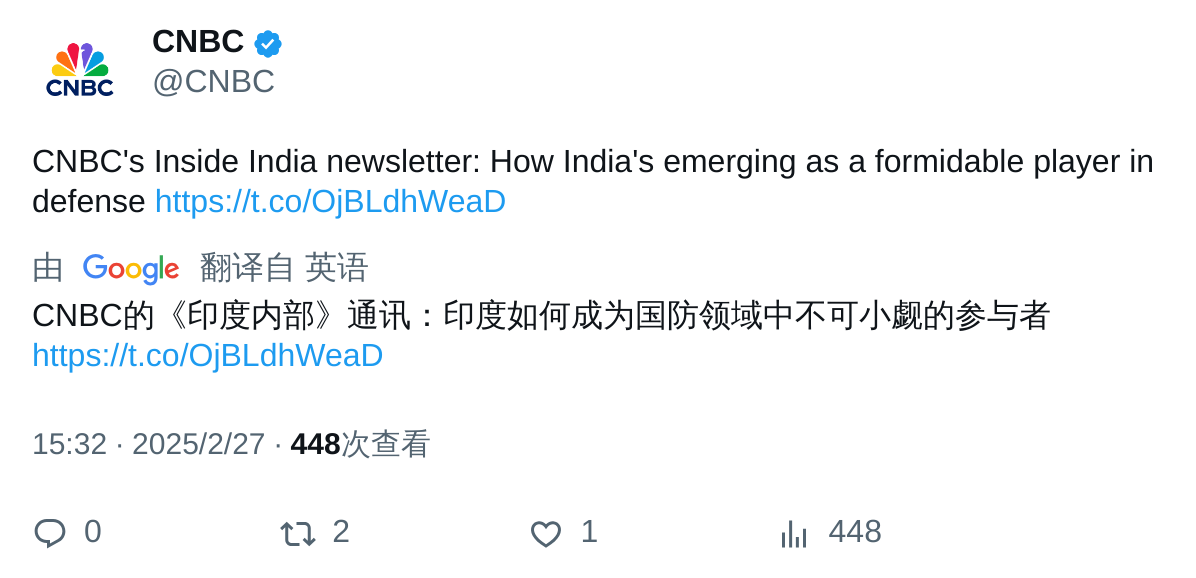 CNBC
@CNBC
CNBC
CNBC's Inside India newsletter: How India's emerging as a formidable player in
defense https://t.co/OjBLdhWeaD
由 Google 翻译自 英语
CNBC的《印度内部》通讯：印度如何成为国防领域中不可小觑的参与者
https://t.co/OjBLdhWeaD
15:32 · 2025/2/27 · 448次查看
0 2 1 448